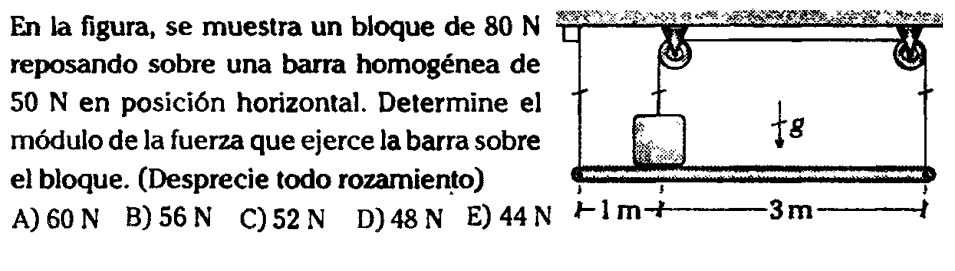 En la figura, se muestra un bloque de 80 N
reposando sobre una barra homogénea de
50 N en posición horizontal. Determine el
módulo de la fuerza que ejerce la barra sobre
el bloque. (Desprecie todo rozamiento)
A) 60 N B) 56 N C) 52 N D) 48 N E) 44 N
g
1 m
3 m